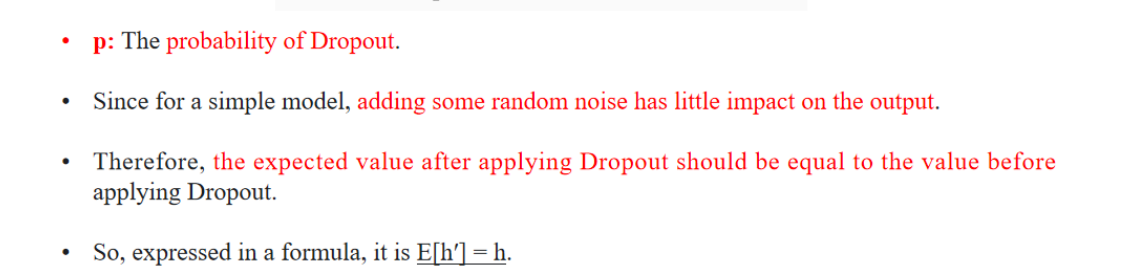 • p: The probability of Dropout.
• Since for a simple model, adding some random noise has little impact on the output.
• Therefore, the expected value after applying Dropout should be equal to the value before
applying Dropout.
• So, expressed in a formula, it is E[h′] = h.